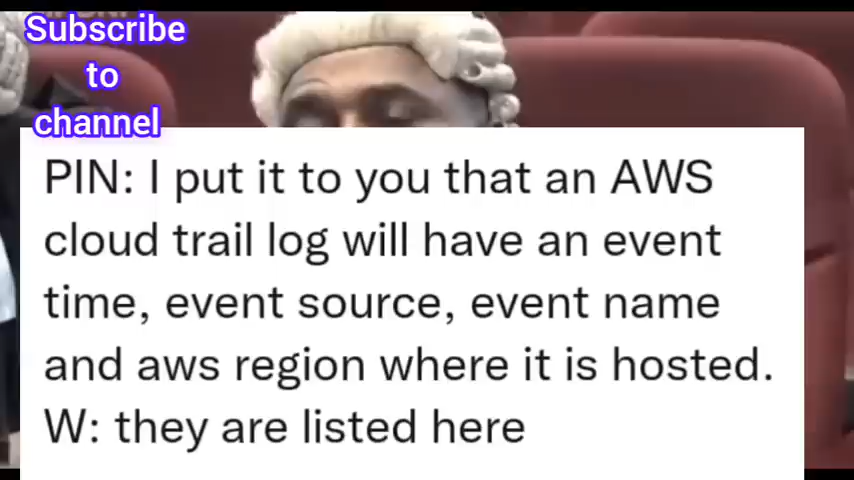 Subscribe
to
channel
PIN: I put it to you that an AWS
cloud trail log will have an event
time, event source, event name
and aws region where it is hosted.
W: they are listed here